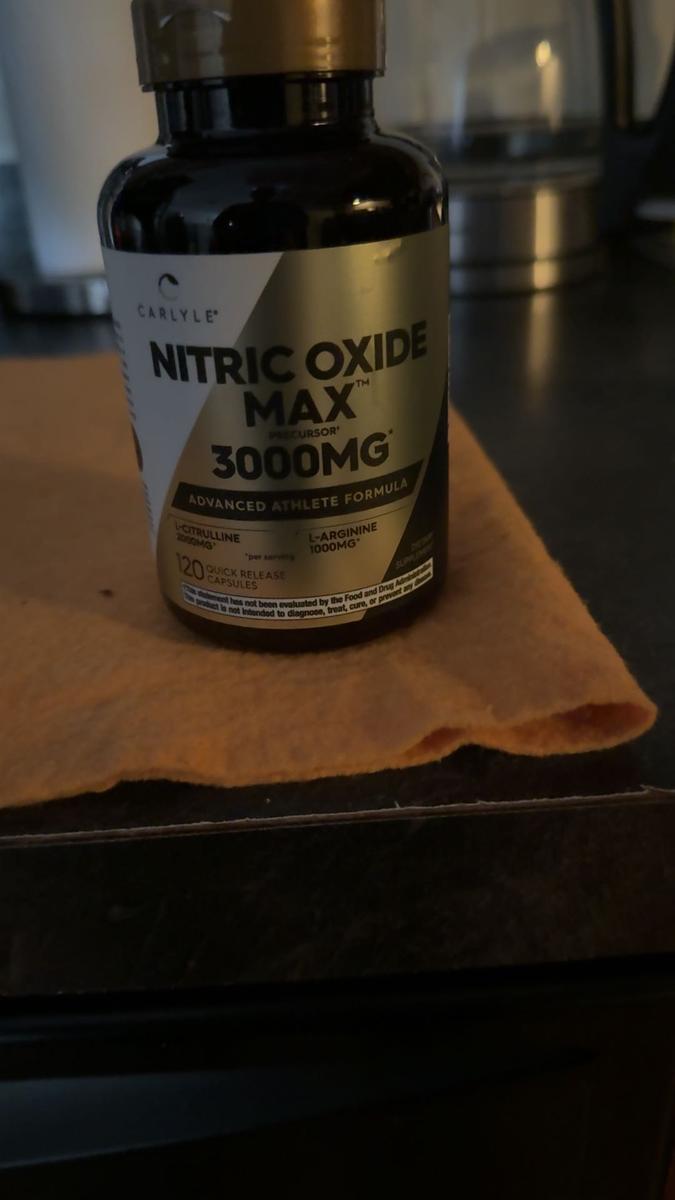 CARLYLE®
NITRIC OXIDE
MAX™
PRECURSOR*
3000MG*
ADVANCED ATHLETE FORMULA
L-CITRULLINE
2000MG*
L-ARGININE
1000MG*
*per serving
120 QUICK RELEASE
CAPSULES
DIETARY
SUPPLEMENT
*This statement has not been evaluated by the Food and Drug Administration.
This product is not intended to diagnose, treat, cure, or prevent any disease.